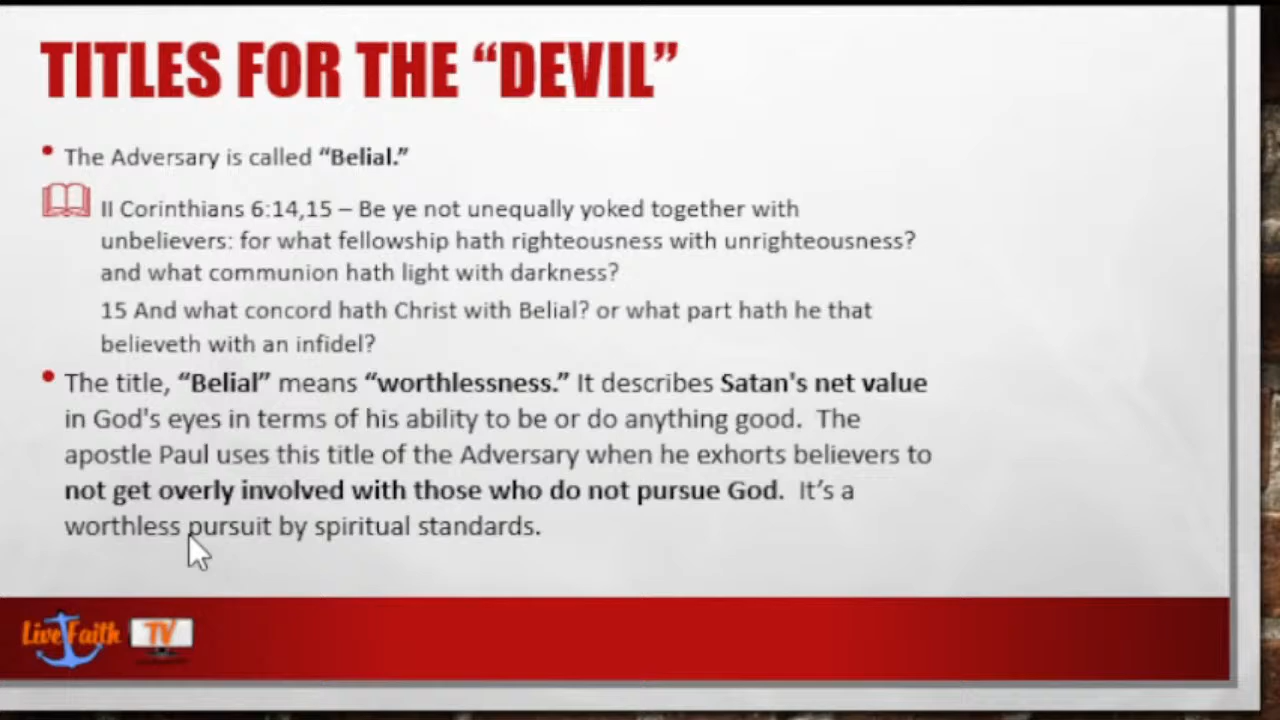 TITLES FOR THE “DEVIL”
• The Adversary is called “Belial.”
II Corinthians 6:14,15 – Be ye not unequally yoked together with
unbelievers: for what fellowship hath righteousness with unrighteousness?
and what communion hath light with darkness?
15 And what concord hath Christ with Belial? or what part hath he that
believeth with an infidel?
• The title, “Belial” means “worthlessness.” It describes Satan's net value
in God's eyes in terms of his ability to be or do anything good.  The
apostle Paul uses this title of the Adversary when he exhorts believers to
not get overly involved with those who do not pursue God.  It’s a
worthless pursuit by spiritual standards.
Live Faith TV